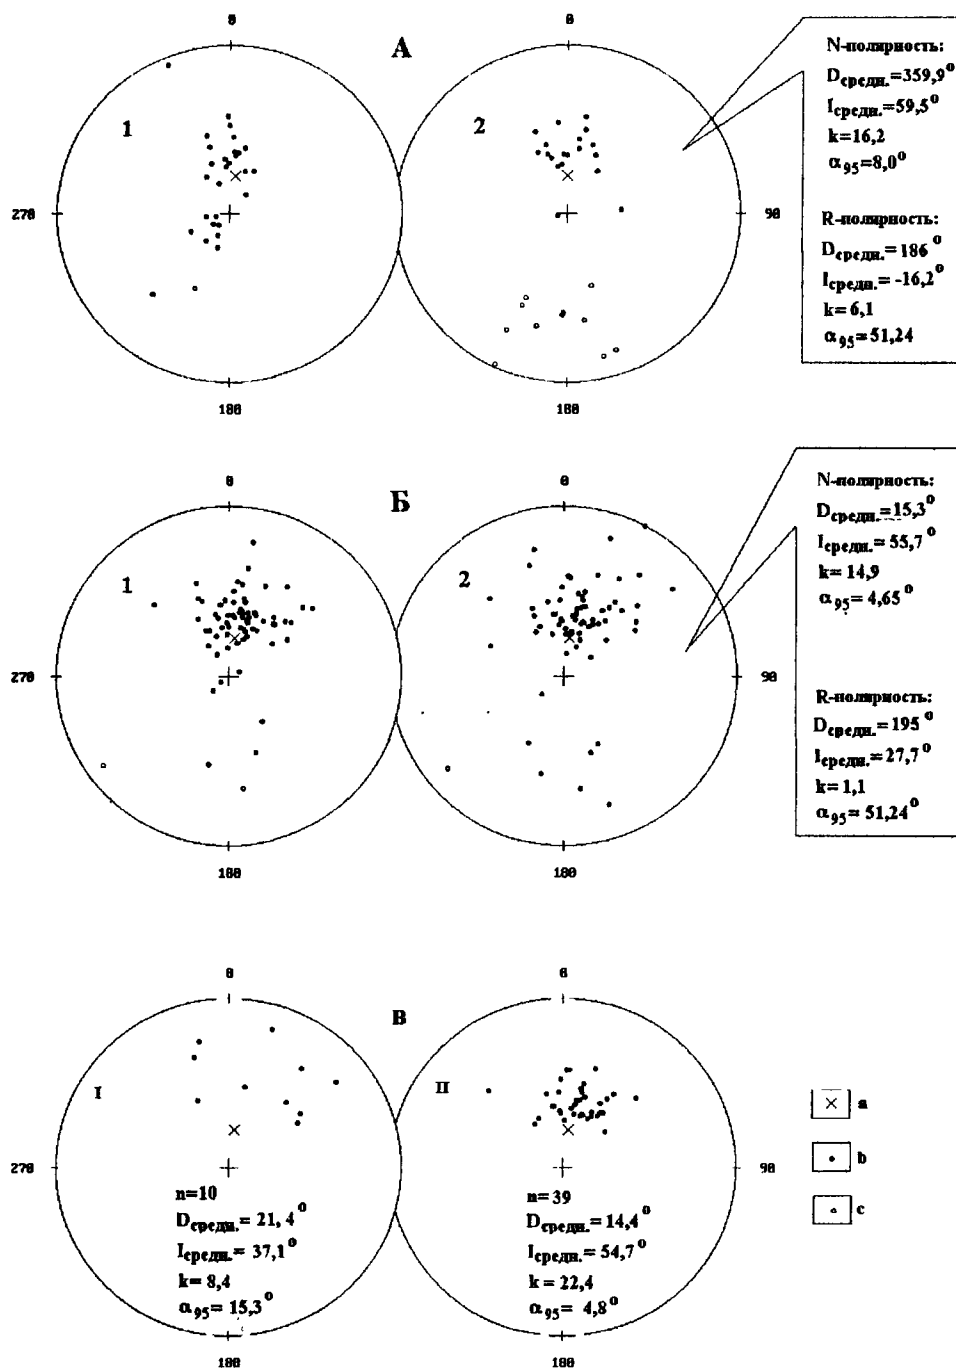 0
0
А
1
2
270
90
180
180
N-полярность:
Dсредн.=359,9°
Iсредн.=59,5°
k=16,2
α95=8,0°
R-полярность:
Dсредн.=186°
Iсредн.=-16,2°
k=6,1
α95=51,24
0
0
Б
1
2
270
90
180
180
N-полярность:
Dсредн.=15,3°
Iсредн.=55,7°
k=14,9
α95=4,65°
R-полярность:
Dсредн.=195°
Iсредн.=27,7°
k=1,1
α95=51,24°
0
0
В
I
II
270
90
n=10
Dсредн.=21,4°
Iсредн.=37,1°
k=8,4
α95=15,3°
n=39
Dсредн.=14,4°
Iсредн.=54,7°
k=22,4
α95=4,8°
180
180
a
b
c